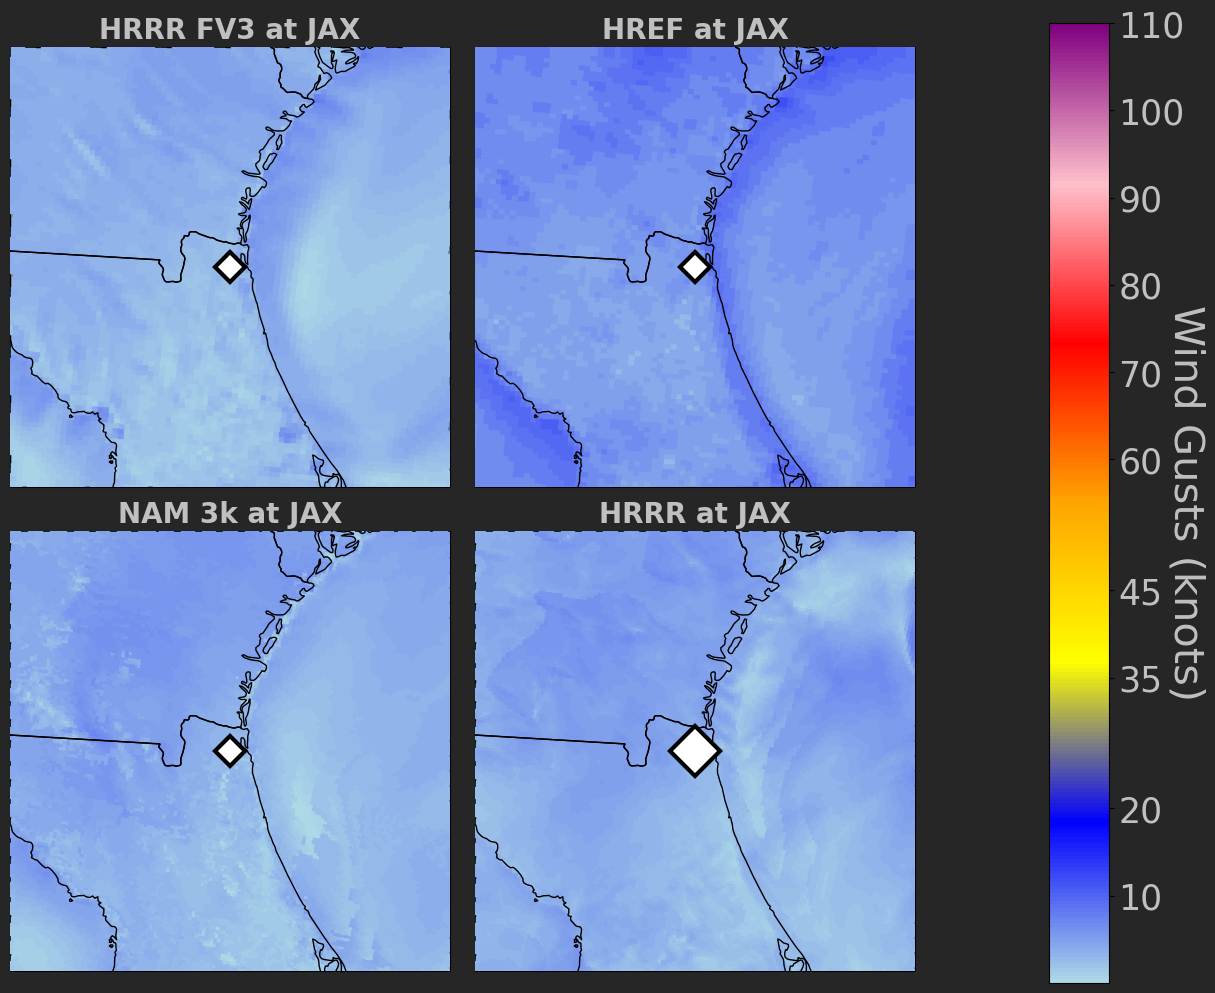 HRRR FV3 at JAX
HREF at JAX
NAM 3k at JAX
HRRR at JAX
110
100
90
80
70
60
45
35
20
10
Wind Gusts (knots)